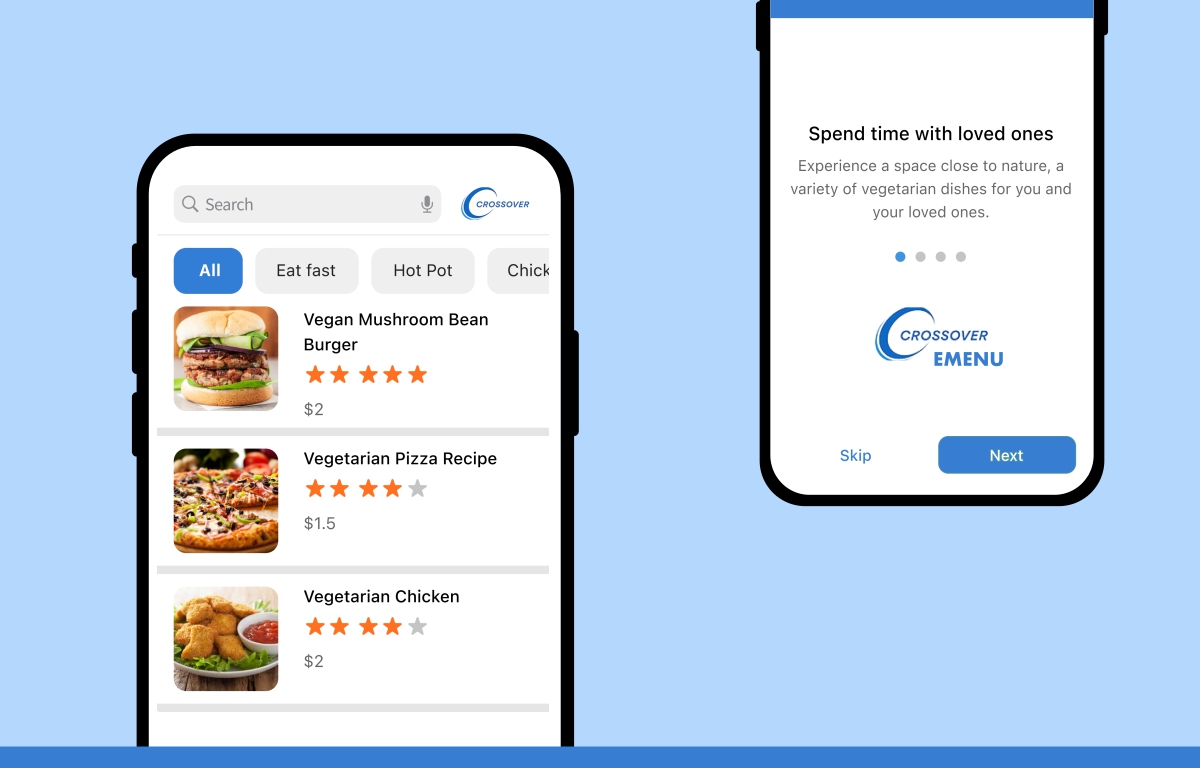 Search
CROSSOVER
All
Eat fast
Hot Pot
Chick
Vegan Mushroom Bean
Burger
$2
Vegetarian Pizza Recipe
$1.5
Vegetarian Chicken
$2
Spend time with loved ones
Experience a space close to nature, a
variety of vegetarian dishes for you and
your loved ones.
CROSSOVER
EMENU
Skip
Next